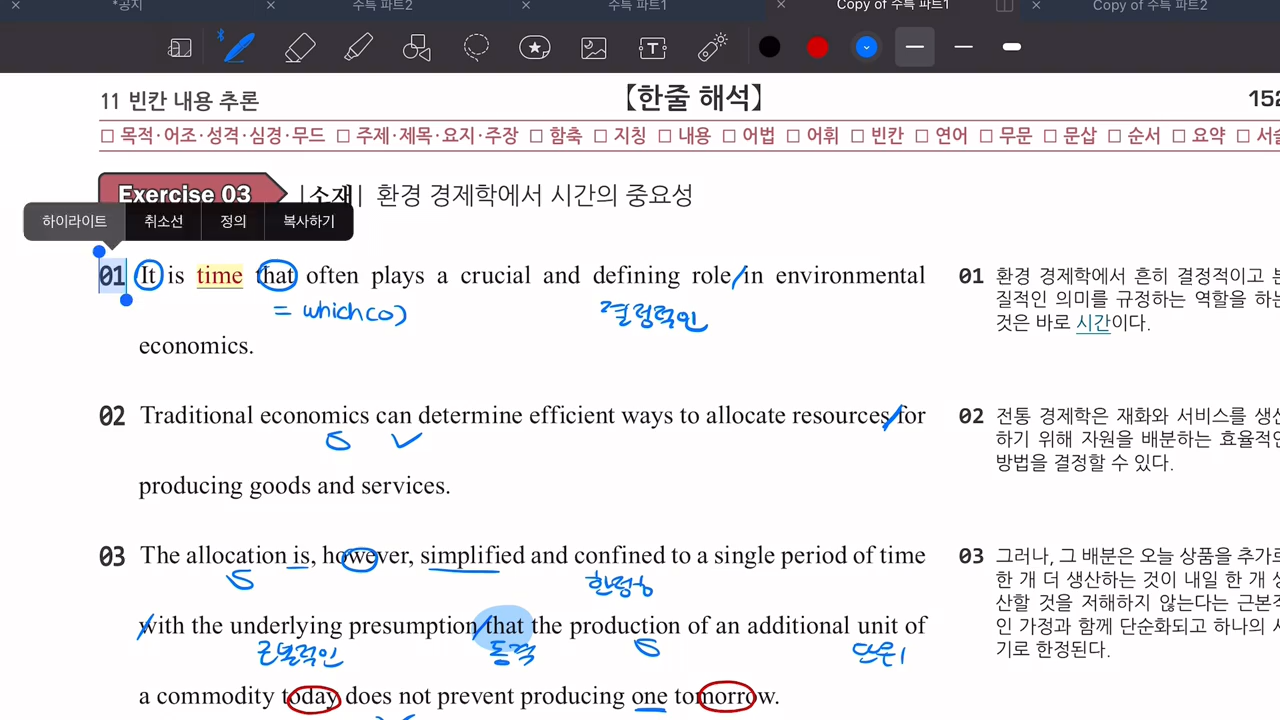 *공지 수특 파트2 수특 파트1 Copy of 수특 파트1 Copy of 수특 파트2
11 빈칸 내용 추론 【한줄 해석】 152
□ 목적·어조·성격·심경·무드 □ 주제·제목·요지·주장 □ 함축 □ 지칭 □ 내용 □ 어법 □ 어휘 □ 빈칸 □ 연어 □ 무문 □ 문삽 □ 순서 □ 요약 □ 서술
Exercise 03 |소재| 환경 경제학에서 시간의 중요성
하이라이트 취소선 정의 복사하기
01 It is time that often plays a crucial and defining role in environmental
= which(o) 결정적인
economics.
01 환경 경제학에서 흔히 결정적이고 본
질적인 의미를 규정하는 역할을 하는
것은 바로 시간이다.
02 Traditional economics can determine efficient ways to allocate resources for
S V
producing goods and services.
02 전통 경제학은 재화와 서비스를 생산
하기 위해 자원을 배분하는 효율적인
방법을 결정할 수 있다.
03 The allocation is, however, simplified and confined to a single period of time
S 한정할
with the underlying presumption that the production of an additional unit of
근본적인 동격 S
a commodity today does not prevent producing one tomorrow.
03 그러나, 그 배분은 오늘 상품을 추가로
한 개 더 생산하는 것이 내일 한 개 생
산할 것을 저해하지 않는다는 근본적
인 가정과 함께 단순화되고 하나의 시
기로 한정된다.